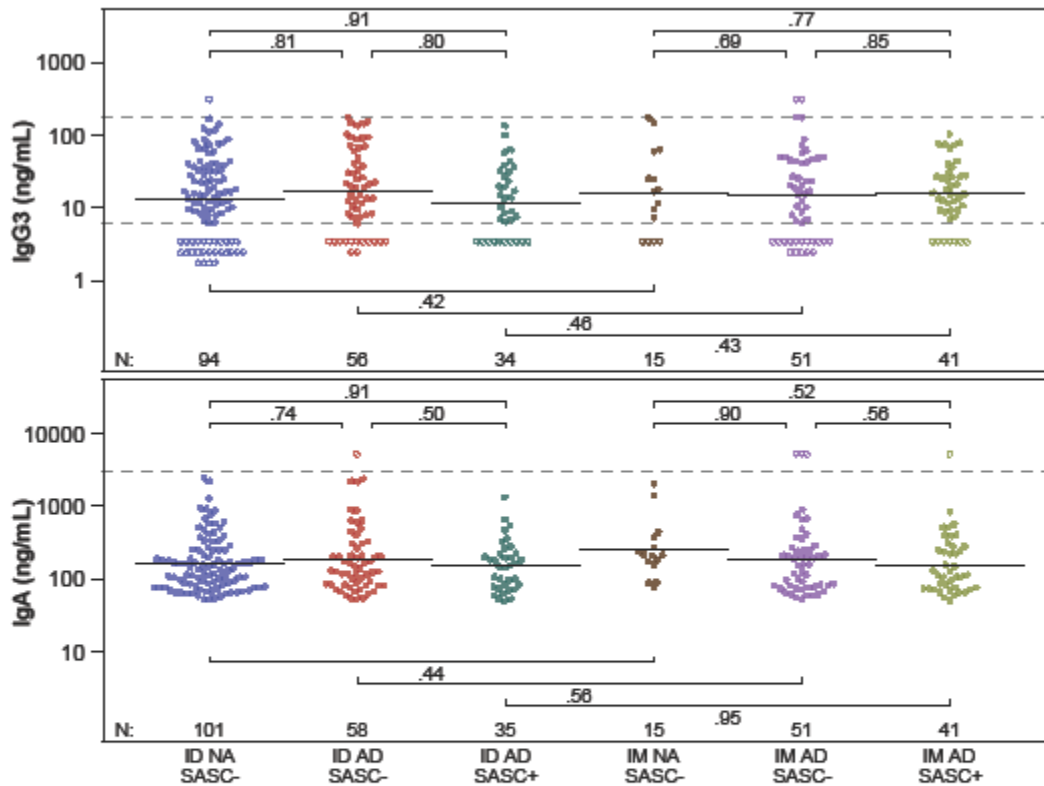 .91 .77
.81 .80 .69 .85
1000
100
10
1
IgG3 (ng/mL)
.42
.46
.43
N: 94 56 34 15 51 41
.91 .52
.74 .50 .90 .56
10000
1000
100
10
IgA (ng/mL)
.44
.56
.95
N: 101 58 35 15 51 41
ID NA ID AD ID AD IM NA IM AD IM AD
SASC- SASC- SASC+ SASC- SASC- SASC+